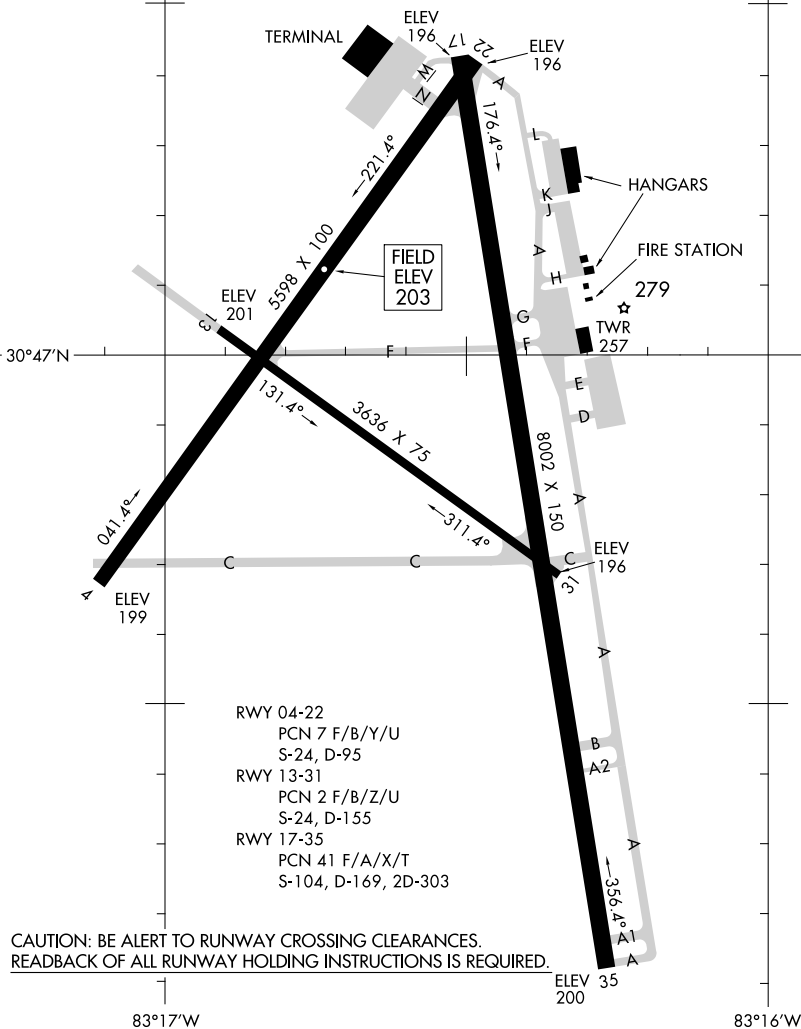 TERMINAL
ELEV
196
17
22
ELEV
196
M
N
A
176.4°
L
221.4°
HANGARS
K
J
5598 X 100
FIELD
ELEV
203
A
FIRE STATION
H
279
ELEV
201
13
G
TWR
257
30°47'N
F
F
E
131.4°
D
3636 X 75
8002 X 150
A
041.4°
311.4°
C
C
C
ELEV
196
4
ELEV
199
31
A
RWY 04-22
PCN 7 F/B/Y/U
S-24, D-95
RWY 13-31
PCN 2 F/B/Z/U
S-24, D-155
RWY 17-35
PCN 41 F/A/X/T
S-104, D-169, 2D-303
B
A2
A
356.4°
A1
A
CAUTION: BE ALERT TO RUNWAY CROSSING CLEARANCES.
READBACK OF ALL RUNWAY HOLDING INSTRUCTIONS IS REQUIRED.
ELEV
200
35
83°17'W
83°16'W